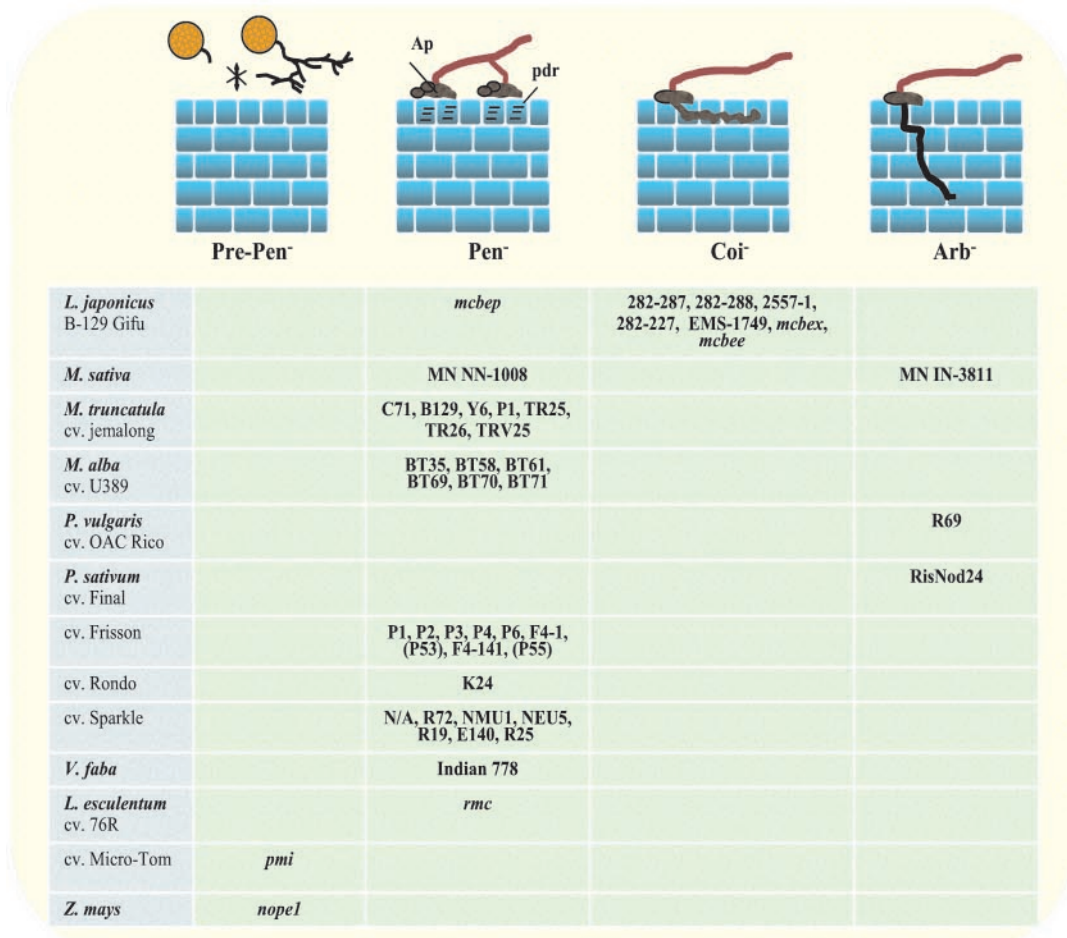 Ap
pdr
Pre-Pen⁻
Pen⁻
Coi⁻
Arb⁻
L. japonicus
B-129 Gifu
mcbep
282-287, 282-288, 2557-1,
282-227, EMS-1749, mcbex,
mcbee
M. sativa
MN NN-1008
MN IN-3811
M. truncatula
cv. jemalong
C71, B129, Y6, P1, TR25,
TR26, TRV25
M. alba
cv. U389
BT35, BT58, BT61,
BT69, BT70, BT71
P. vulgaris
cv. OAC Rico
R69
P. sativum
cv. Final
RisNod24
cv. Frisson
P1, P2, P3, P4, P6, F4-1,
(P53), F4-141, (P55)
cv. Rondo
K24
cv. Sparkle
N/A, R72, NMU1, NEU5,
R19, E140, R25
V. faba
Indian 778
L. esculentum
cv. 76R
rmc
cv. Micro-Tom
pmi
Z. mays
nope1